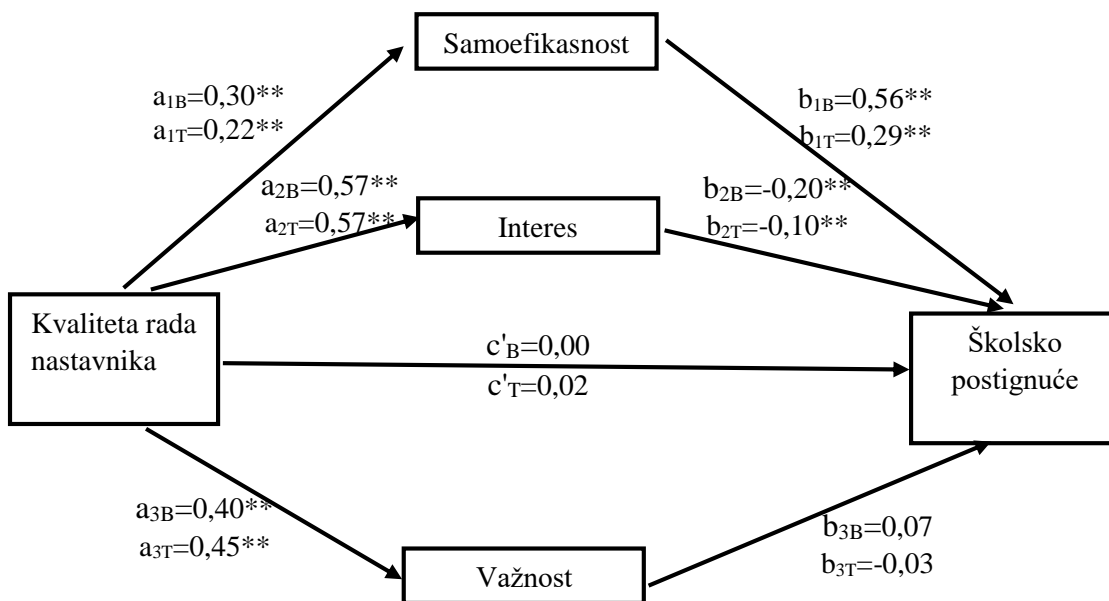 Samoefikasnost
a1B=0,30**
a1T=0,22**
b1B=0,56**
b1T=0,29**
a2B=0,57**
a2T=0,57**
Interes
b2B=-0,20**
b2T=-0,10**
Kvaliteta rada
nastavnika
c'B=0,00
c'T=0,02
Školsko
postignuće
a3B=0,40**
a3T=0,45**
Važnost
b3B=0,07
b3T=-0,03